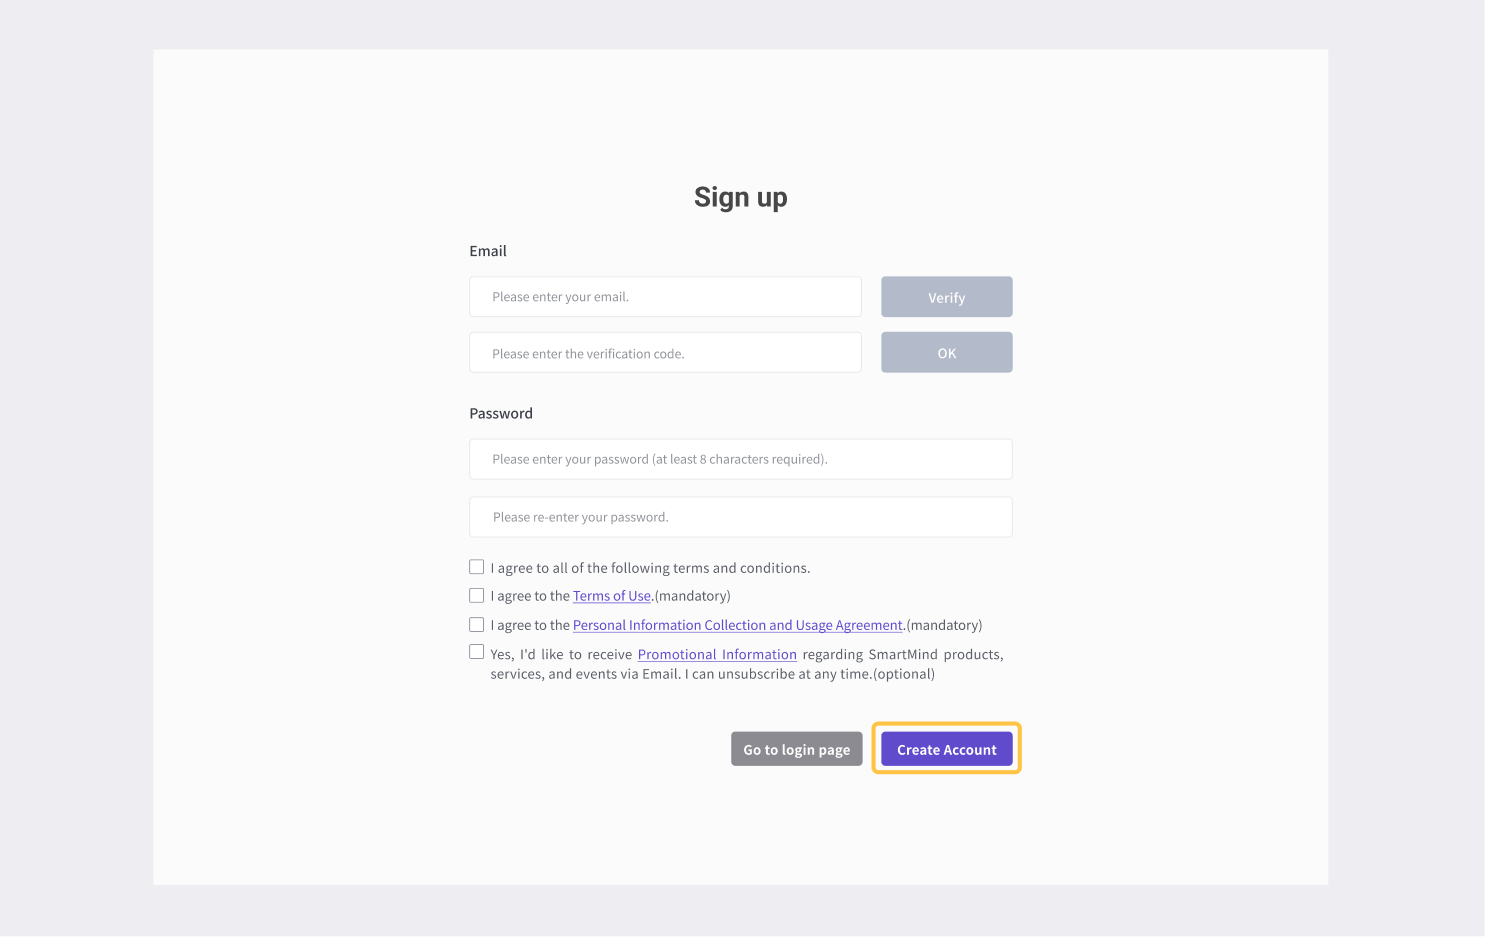 Sign up
Email
Please enter your email.
Verify
Please enter the verification code.
OK
Password
Please enter your password (at least 8 characters required).
Please re-enter your password.
I agree to all of the following terms and conditions.
I agree to the Terms of Use.(mandatory)
I agree to the Personal Information Collection and Usage Agreement.(mandatory)
Yes, I'd like to receive Promotional Information regarding SmartMind products,
services, and events via Email. I can unsubscribe at any time.(optional)
Go to login page
Create Account